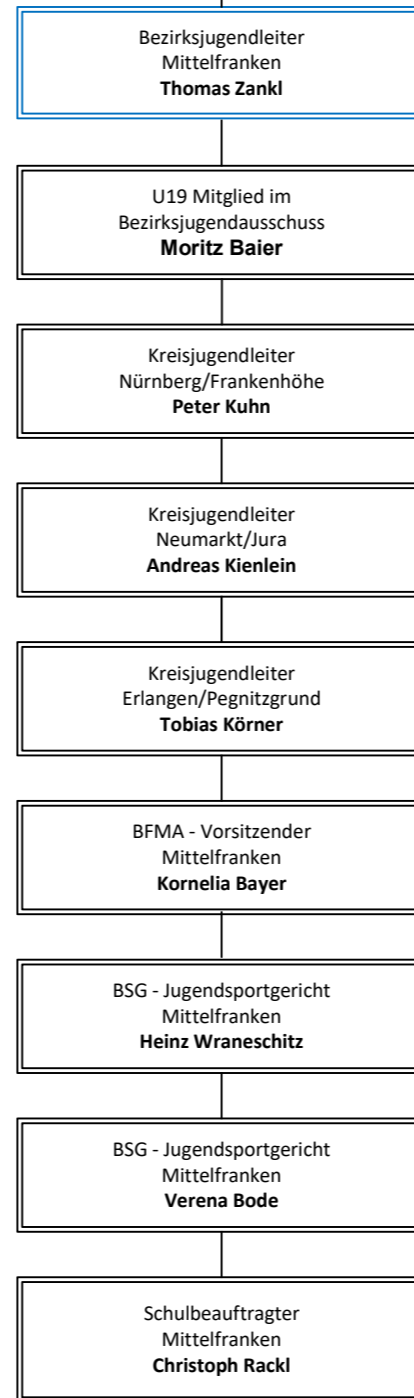 Bezirksjugendleiter
Mittelfranken
Thomas Zankl
U19 Mitglied im
Bezirksjugendausschuss
Moritz Baier
Kreisjugendleiter
Nürnberg/Frankenhöhe
Peter Kuhn
Kreisjugendleiter
Neumarkt/Jura
Andreas Kienlein
Kreisjugendleiter
Erlangen/Pegnitzgrund
Tobias Körner
BFMA - Vorsitzender
Mittelfranken
Kornelia Bayer
BSG - Jugendsportgericht
Mittelfranken
Heinz Wraneschitz
BSG - Jugendsportgericht
Mittelfranken
Verena Bode
Schulbeauftragter
Mittelfranken
Christoph Rackl